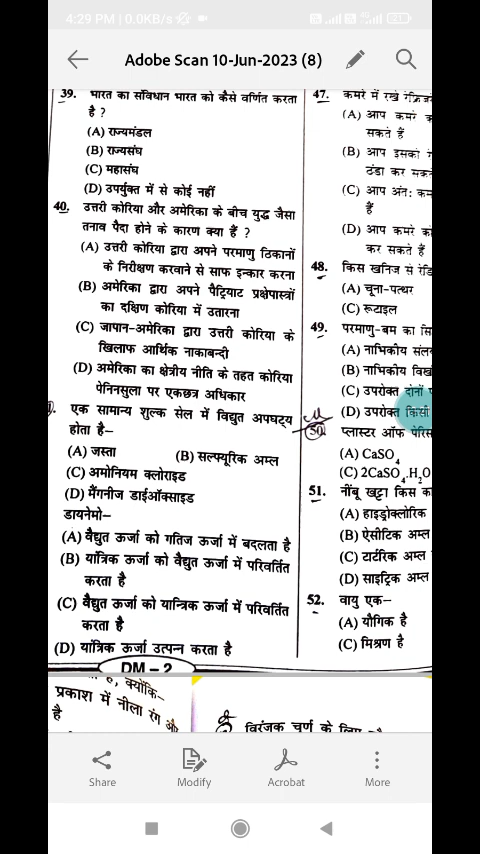 4:29 PM | 0.0KB/s
21
Adobe Scan 10-Jun-2023 (8)
39. भारत का संविधान भारत को कैसे वर्णित करता
है ?
(A) राज्यमंडल
(B) राज्यसंघ
(C) महासंघ
(D) उपर्युक्त में से कोई नहीं
40. उत्तरी कोरिया और अमेरिका के बीच युद्ध जैसा
तनाव पैदा होने के कारण क्या हैं ?
(A) उत्तरी कोरिया द्वारा अपने परमाणु ठिकानों
के निरीक्षण करवाने से साफ इन्कार करना
(B) अमेरिका द्वारा अपने पैट्रियाट प्रक्षेपास्त्रों
का दक्षिण कोरिया में उतारना
(C) जापान-अमेरिका द्वारा उत्तरी कोरिया के
खिलाफ आर्थिक नाकाबन्दी
(D) अमेरिका का क्षेत्रीय नीति के तहत कोरिया
पेनिनसुला पर एकछत्र अधिकार
एक सामान्य शुल्क सेल में विद्युत अपघट्य
होता है–
(A) जस्ता (B) सल्फ्यूरिक अम्ल
(C) अमोनियम क्लोराइड
(D) मैंगनीज डाईऑक्साइड
डायनेमो–
(A) वैद्युत ऊर्जा को गतिज ऊर्जा में बदलता है
(B) यांत्रिक ऊर्जा को वैद्युत ऊर्जा में परिवर्तित
करता है
(C) वैद्युत ऊर्जा को यान्त्रिक ऊर्जा में परिवर्तित
करता है
(D) यांत्रिक ऊर्जा उत्पन्न करता है
DM – 2
47. कमरे में रखे
(A) आप कमरे
सकते हैं
(B) आप इसको
ठंडा कर
(C) आप अंतः
हैं
(D) आप कमरे को
कर सकते हैं
48. किस खनिज से
(A) चूना-पत्थर
(C) रूटाइल
49. परमाणु-बम का
(A) नाभिकीय
(B) नाभिकीय
(C) उपरोक्त दोनों
(D) उपरोक्त किसी
50. प्लास्टर ऑफ
(A) CaSO4
(C) 2CaSO4.H2O
51. नींबू खट्टा किस
(A) हाइड्रोक्लोरिक
(B) ऐसीटिक अम्ल
(C) टार्टरिक अम्ल
(D) साइट्रिक अम्ल
52. वायु एक–
(A) यौगिक है
(C) मिश्रण है
है, क्योंकि–
प्रकाश में नीला रंग
है
विरंजक चूर्ण के
Share
Modify
Acrobat
More